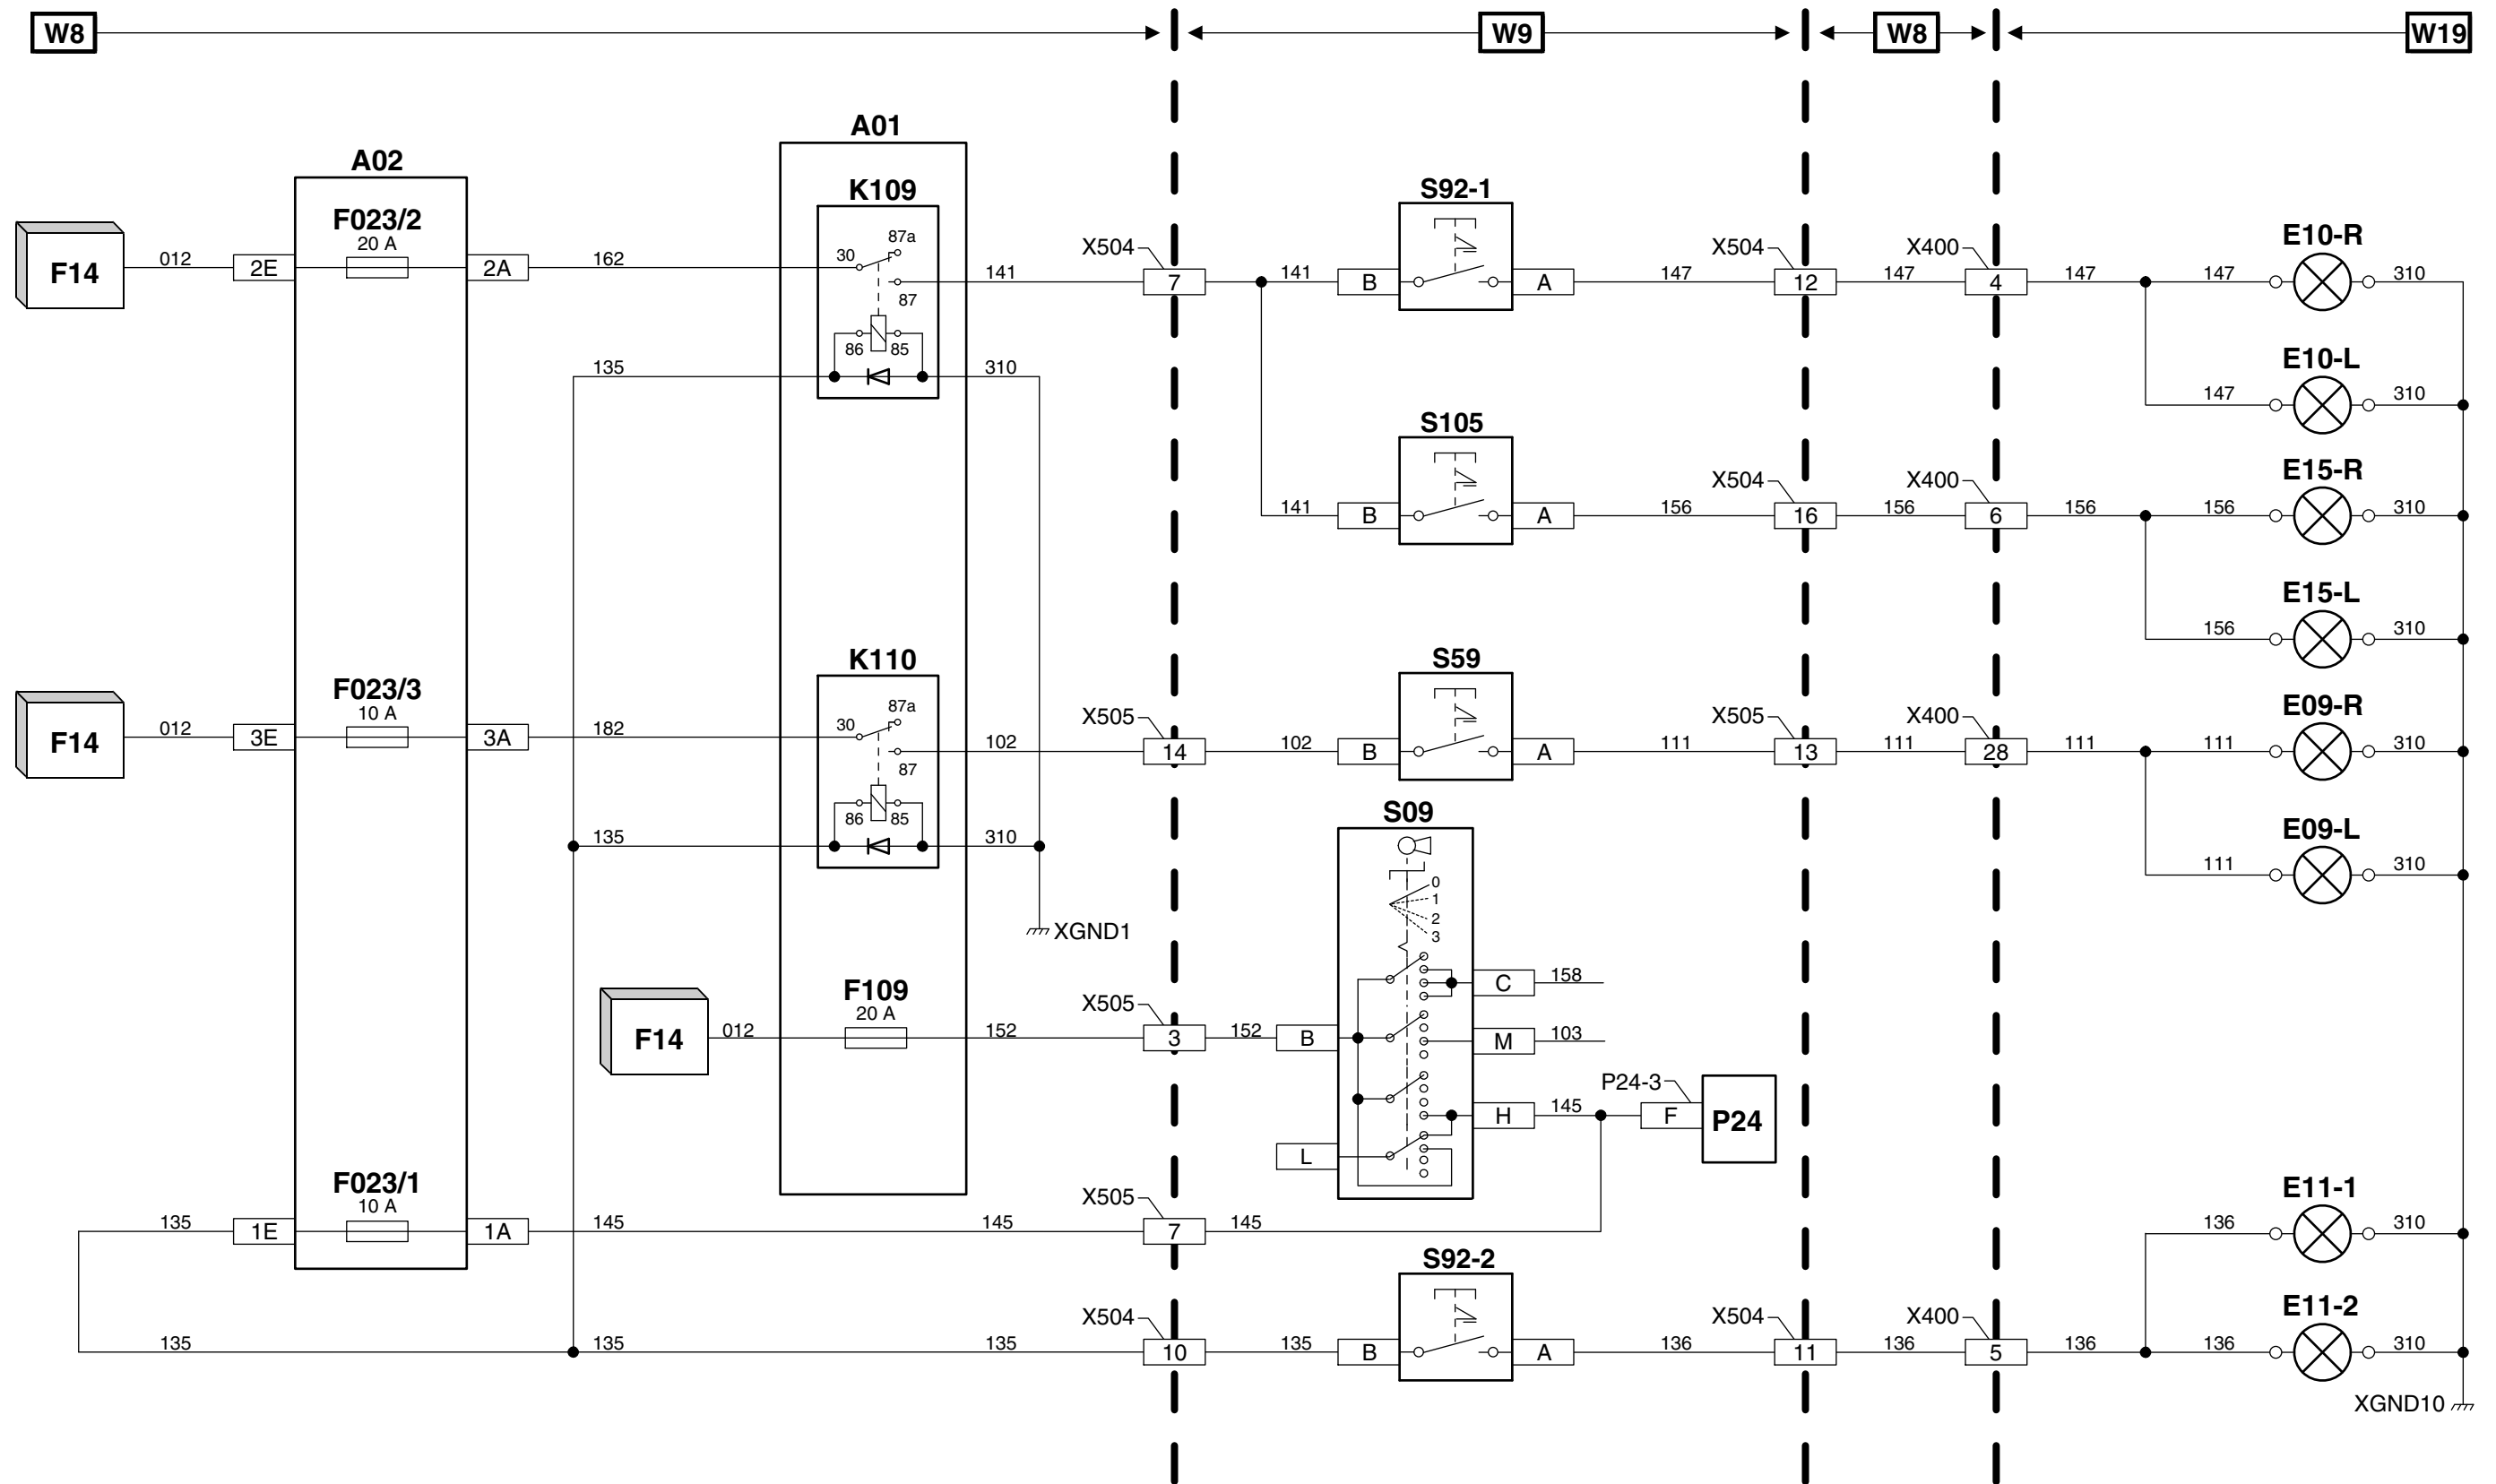 W8 W9 W8 W19
A01
A02
K109 S92-1
F023/2
20 A
E10-R
87a
30
X504 X504 X400
F14 012 2E 2A 162
141 7 141 B A 147 12 147 4 147 147 310
87
86 85
E10-L
135 310
147 310
S105
E15-R
X504 X400
141 B A 156 16 156 6 156 156 310
E15-L
156 310
K110 S59
F023/3
10 A
E09-R
87a
30
X505 X505 X400
F14 012 3E 3A 182
102 14 102 B A 111 13 111 28 111 111 310
87
86 85
S09
E09-L
135 310
111 310
0
1
2
3
XGND1
C 158
F109
20 A
X505
F14 012 152 3 152 B
M 103
P24-3
H 145 F P24
L
F023/1
10 A
X505
E11-1
135 1E 1A 145 145 7 145
136 310
S92-2
E11-2
X504 X504 X400
135 135 135 10 135 B A 136 11 136 5 136 136 310
XGND10